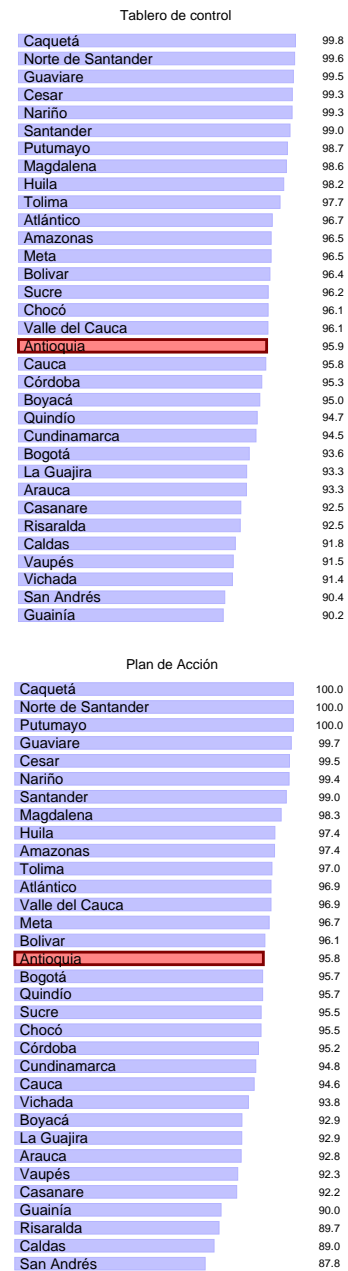 Tablero de control
Caquetá 99.8
Norte de Santander 99.6
Guaviare 99.5
Cesar 99.3
Nariño 99.3
Santander 99.0
Putumayo 98.7
Magdalena 98.6
Huila 98.2
Tolima 97.7
Atlántico 96.7
Amazonas 96.5
Meta 96.5
Bolivar 96.4
Sucre 96.2
Chocó 96.1
Valle del Cauca 96.1
Antioquia 95.9
Cauca 95.8
Córdoba 95.3
Boyacá 95.0
Quindío 94.7
Cundinamarca 94.5
Bogotá 93.6
La Guajira 93.3
Arauca 93.3
Casanare 92.5
Risaralda 92.5
Caldas 91.8
Vaupés 91.5
Vichada 91.4
San Andrés 90.4
Guainía 90.2
Plan de Acción
Caquetá 100.0
Norte de Santander 100.0
Putumayo 100.0
Guaviare 99.7
Cesar 99.5
Nariño 99.4
Santander 99.0
Magdalena 98.3
Huila 97.4
Amazonas 97.4
Tolima 97.0
Atlántico 96.9
Valle del Cauca 96.9
Meta 96.7
Bolivar 96.1
Antioquia 95.8
Bogotá 95.7
Quindío 95.7
Sucre 95.5
Chocó 95.5
Córdoba 95.2
Cundinamarca 94.8
Cauca 94.6
Vichada 93.8
Boyacá 92.9
La Guajira 92.9
Arauca 92.8
Vaupés 92.3
Casanare 92.2
Guainía 90.0
Risaralda 89.7
Caldas 89.0
San Andrés 87.8